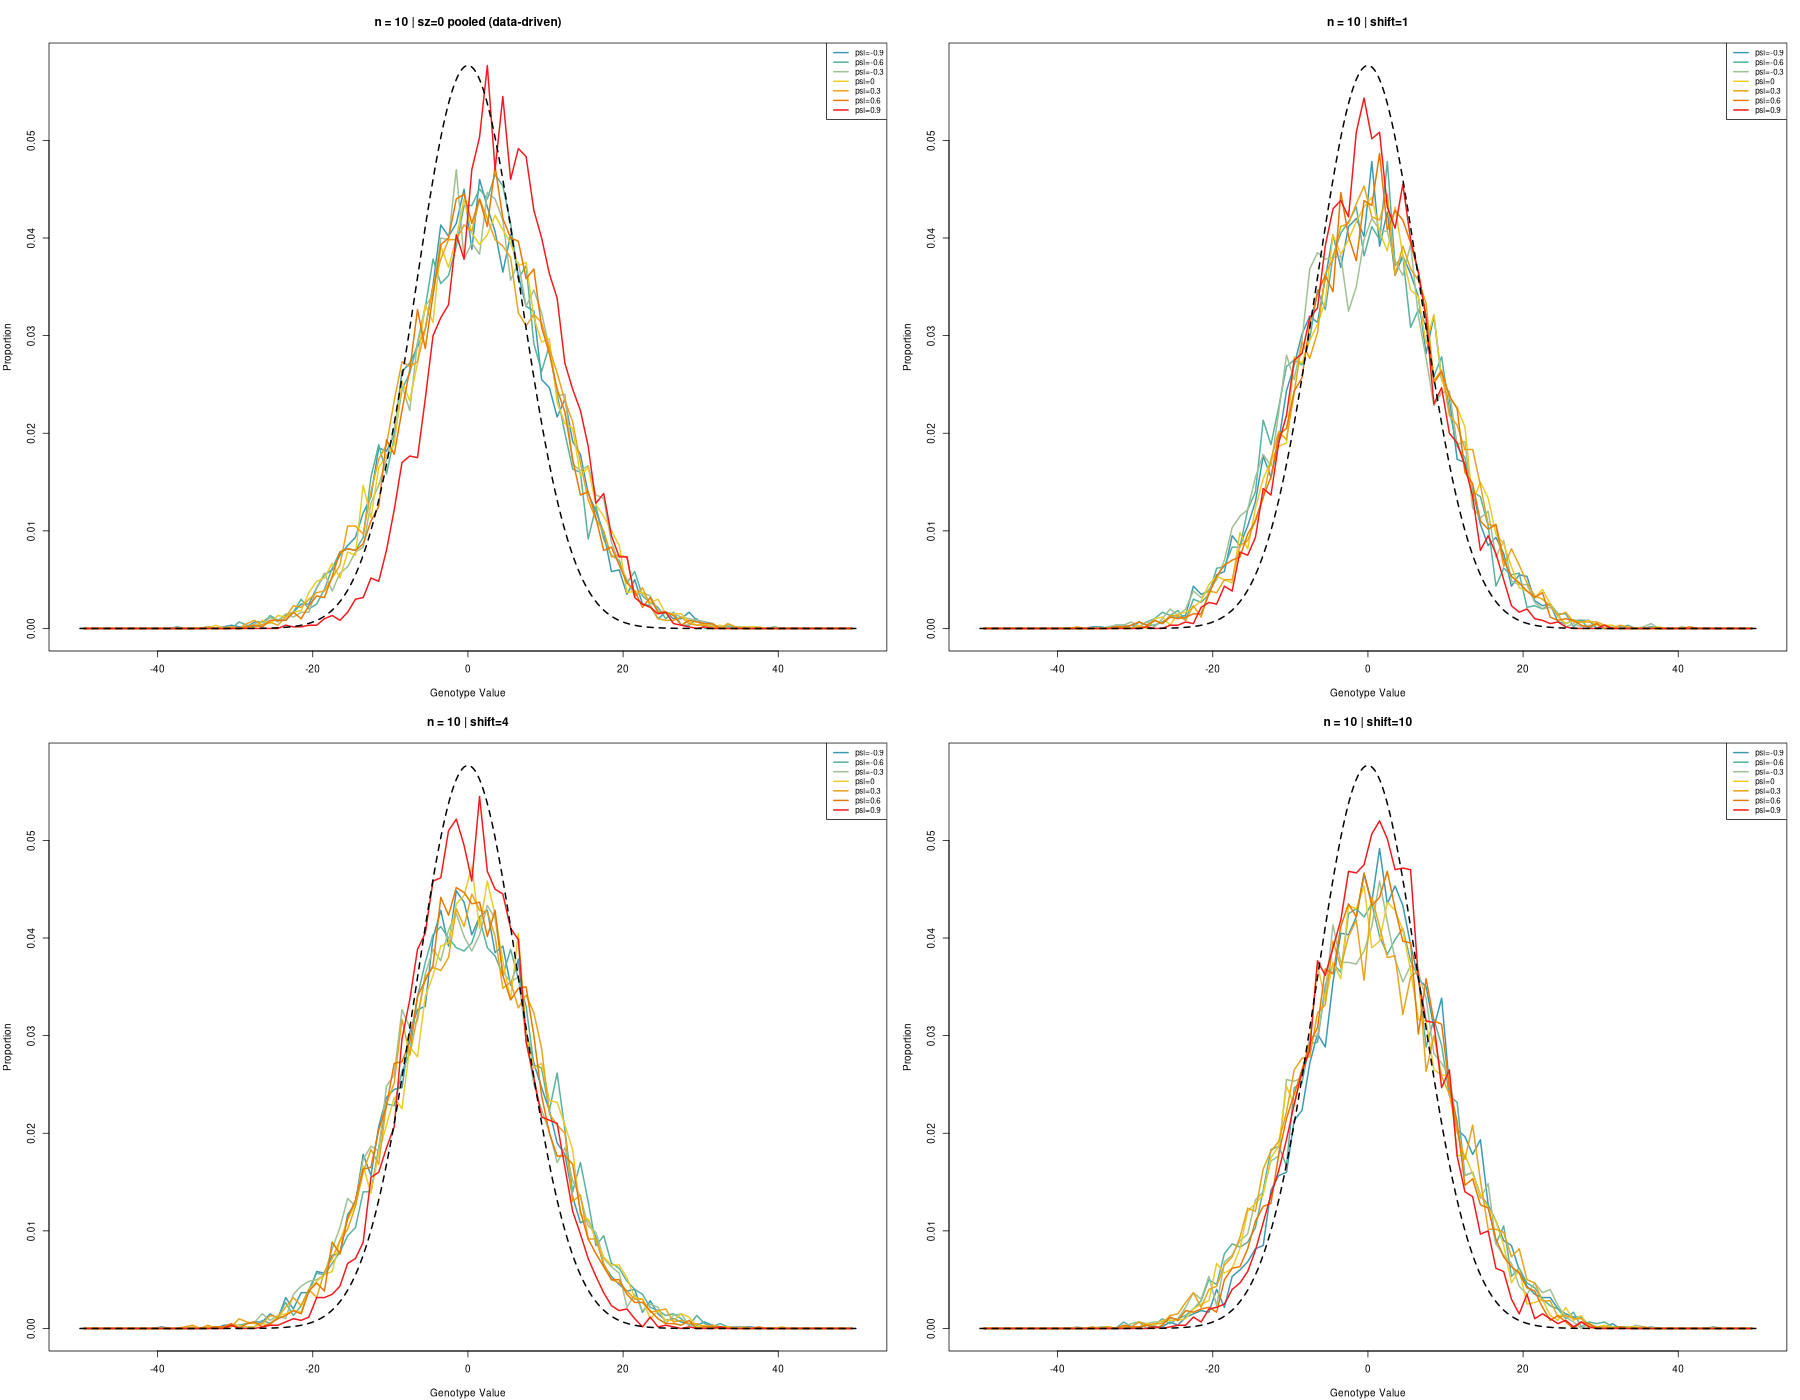 n = 10 | sz=0 pooled (data-driven)
psi=-0.9
psi=-0.6
psi=-0.3
psi=0
psi=0.3
psi=0.6
psi=0.9
Proportion
0.05
0.04
0.03
0.02
0.01
0.00
-40 -20 0 20 40
Genotype Value
n = 10 | shift=1
psi=-0.9
psi=-0.6
psi=-0.3
psi=0
psi=0.3
psi=0.6
psi=0.9
Proportion
0.05
0.04
0.03
0.02
0.01
0.00
-40 -20 0 20 40
Genotype Value
n = 10 | shift=4
psi=-0.9
psi=-0.6
psi=-0.3
psi=0
psi=0.3
psi=0.6
psi=0.9
Proportion
0.05
0.04
0.03
0.02
0.01
0.00
-40 -20 0 20 40
Genotype Value
n = 10 | shift=10
psi=-0.9
psi=-0.6
psi=-0.3
psi=0
psi=0.3
psi=0.6
psi=0.9
Proportion
0.05
0.04
0.03
0.02
0.01
0.00
-40 -20 0 20 40
Genotype Value